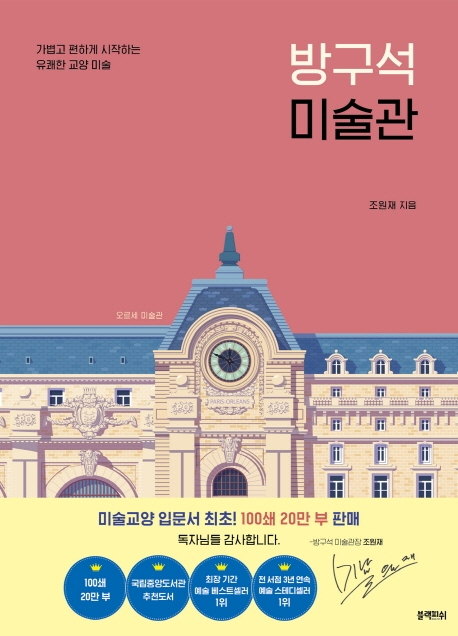 가볍고 편하게 시작하는
유쾌한 교양 미술
방구석
미술관
조원재 지음
오르세 미술관
PARIS-ORLEANS
미술교양 입문서 최초! 100쇄 20만 부 판매
독자님들 감사합니다.
-방구석 미술관장 조원재
100쇄
20만 부
국립중앙도서관
추천도서
최장 기간
예술 베스트셀러
1위
전 서점 3년 연속
예술 스테디셀러
1위
블랙피쉬